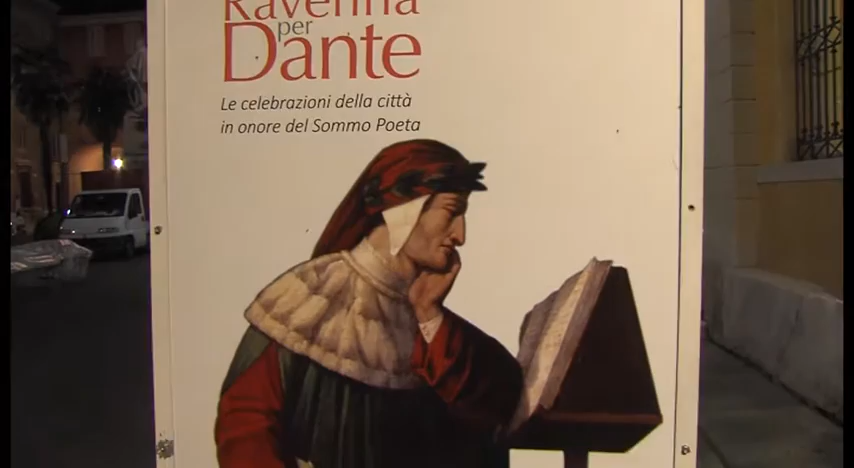 Ravenna
per
Dante
Le celebrazioni della città
in onore del Sommo Poeta